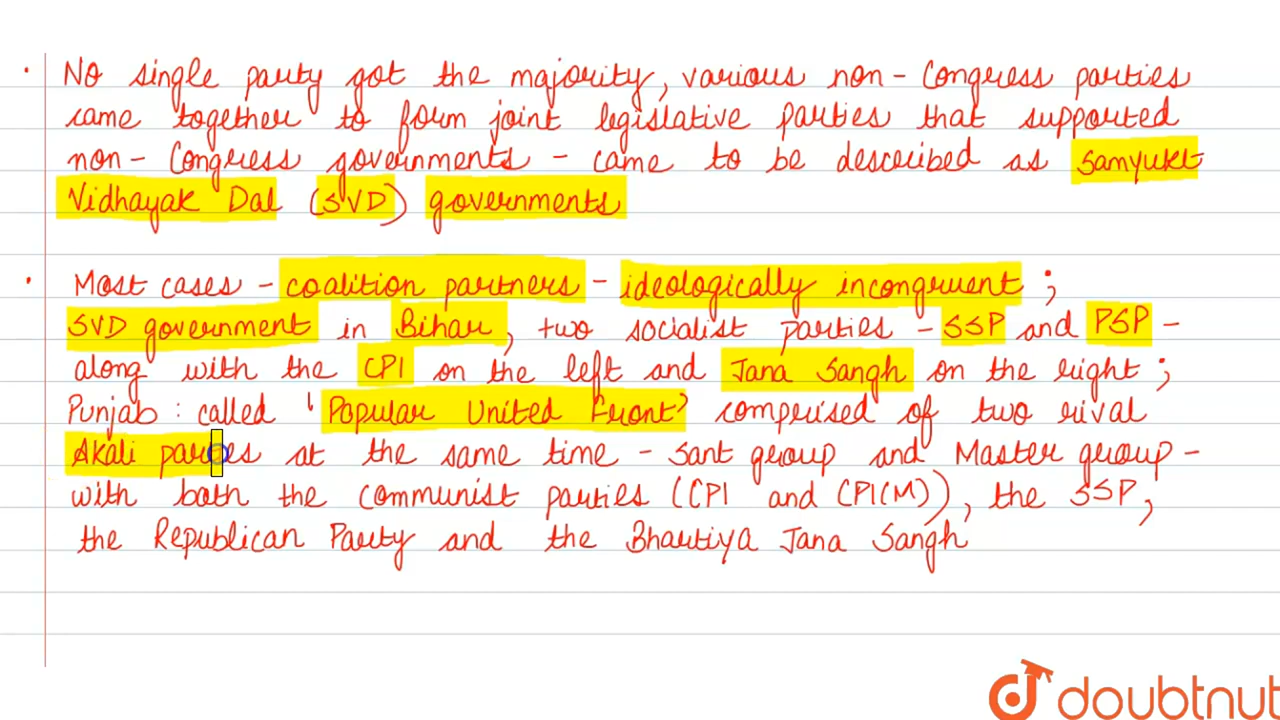 · No single party got the majority, various non-Congress parties
came together to form joint legislative parties that supported
non-Congress governments - came to be described as Samyukt
Vidhayak Dal (SVD) governments
· Most cases - coalition partners - ideologically incongruent ;
SVD government in Bihar, two socialist parties - SSP and PSP -
along with the CPI on the left and Jana Sangh on the right ;
Punjab : called 'Popular United Front' comprised of two rival
Akali parties at the same time - Sant group and Master group -
with both the communist parties (CPI and CPI(M)), the SSP,
the Republican Party and the Bhartiya Jana Sangh
doubtnut